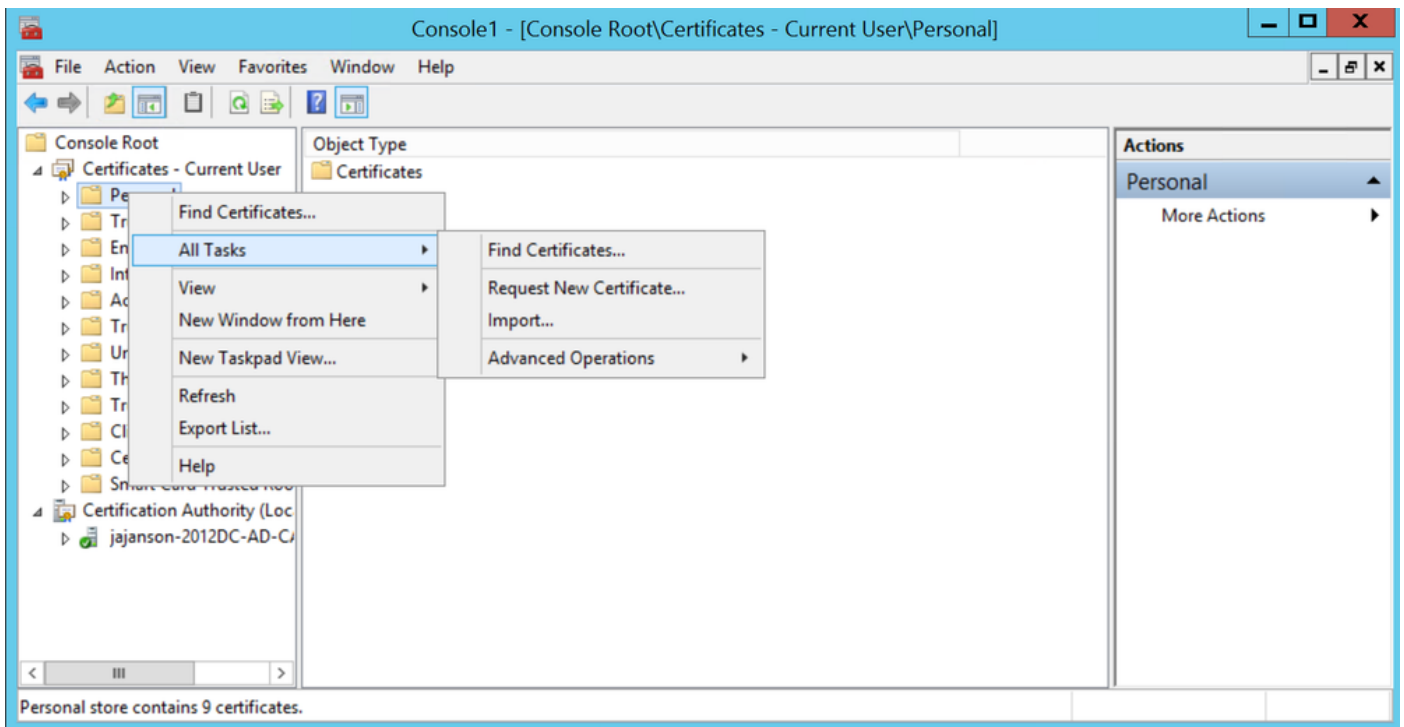 Console1 - [Console Root\Certificates - Current User\Personal]
File Action View Favorites Window Help
Console Root
Certificates - Current User
Object Type
Certificates
Actions
Personal
More Actions
Find Certificates...
All Tasks
View
New Window from Here
New Taskpad View...
Refresh
Export List...
Help
Find Certificates...
Request New Certificate...
Import...
Advanced Operations
Certification Authority (Loc
jajanson-2012DC-AD-CA
Personal store contains 9 certificates.